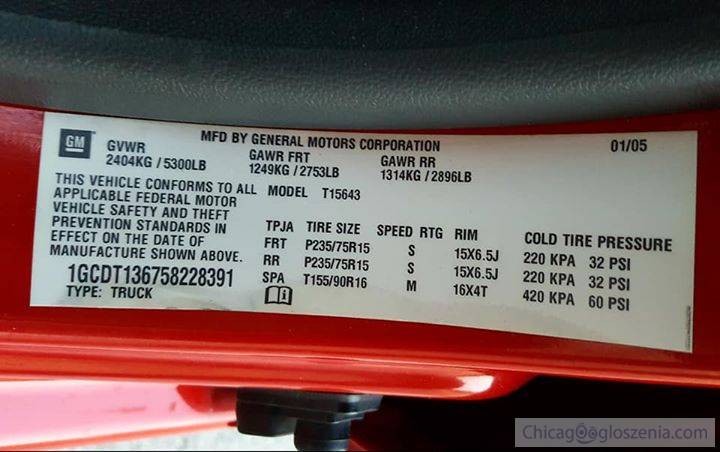 GM
MFD BY GENERAL MOTORS CORPORATION 01/05
GVWR GAWR FRT GAWR RR
2404KG / 5300LB 1249KG / 2753LB 1314KG / 2896LB
THIS VEHICLE CONFORMS TO ALL
APPLICABLE FEDERAL MOTOR
VEHICLE SAFETY AND THEFT
PREVENTION STANDARDS IN
EFFECT ON THE DATE OF
MANUFACTURE SHOWN ABOVE.
1GCDT136758228391
TYPE: TRUCK
MODEL T15643
TPJA TIRE SIZE SPEED RTG RIM COLD TIRE PRESSURE
FRT P235/75R15 S 15X6.5J 220 KPA 32 PSI
RR P235/75R15 S 15X6.5J 220 KPA 32 PSI
SPA T155/90R16 M 16X4T 420 KPA 60 PSI
Chicagoogloszenia.com